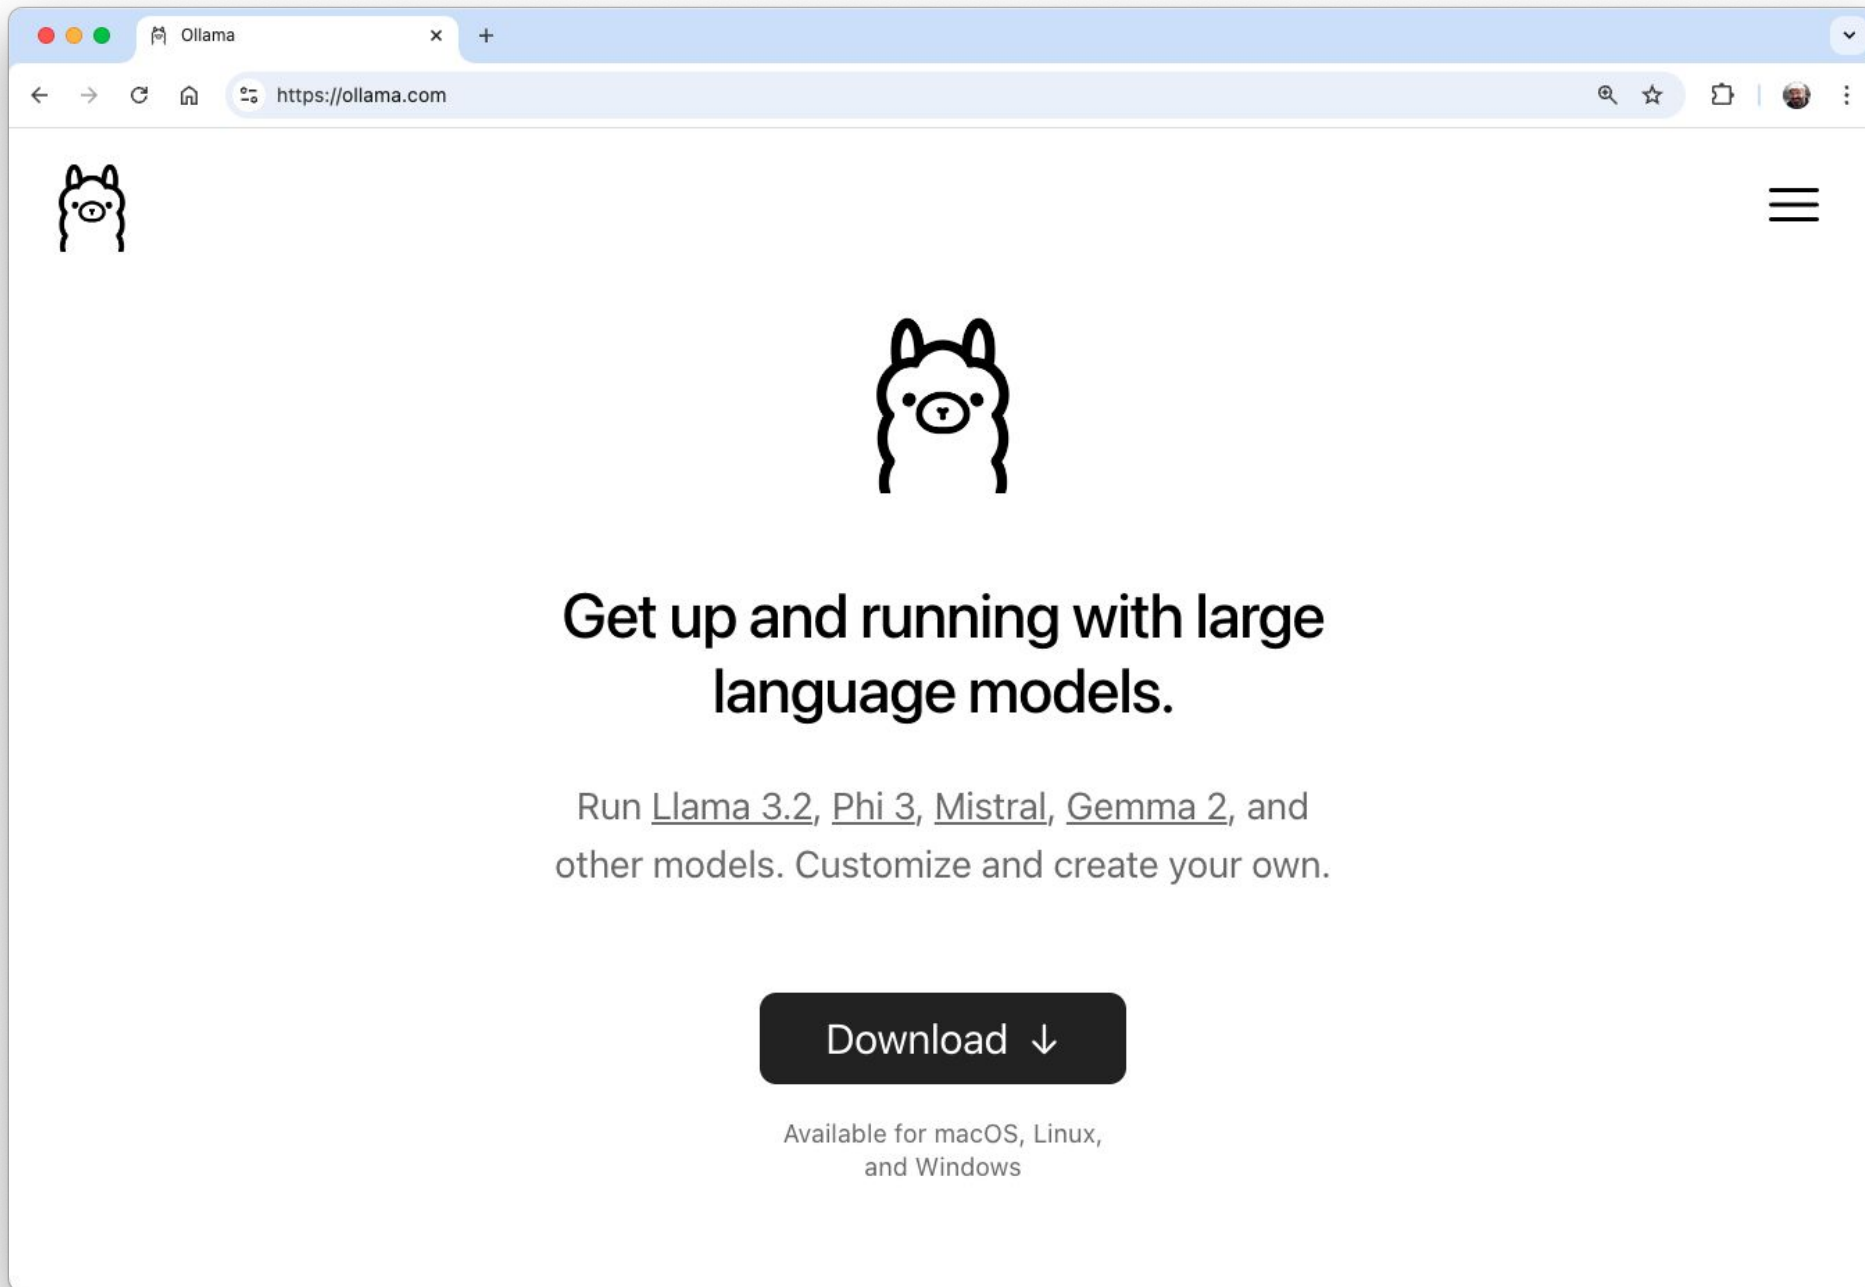 Ollama
https://ollama.com
Get up and running with large
language models.
Run Llama 3.2, Phi 3, Mistral, Gemma 2, and
other models. Customize and create your own.
Download ↓
Available for macOS, Linux,
and Windows